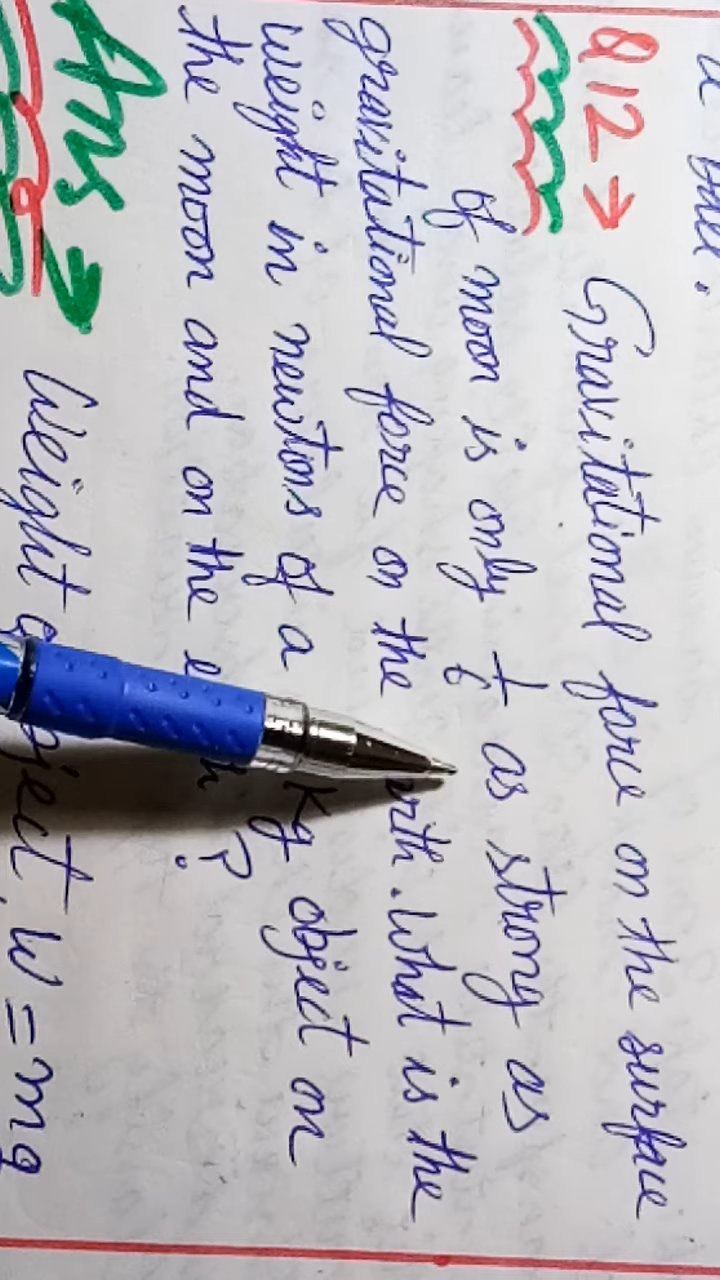 a ball.
Q12 → Gravitational force on the surface
of moon is only 1/6 as strong as
gravitational force on the rth. What is the
weight in newtons of a kg object on
the moon and on the e h ?
Ans → Weight o ject, W = mg